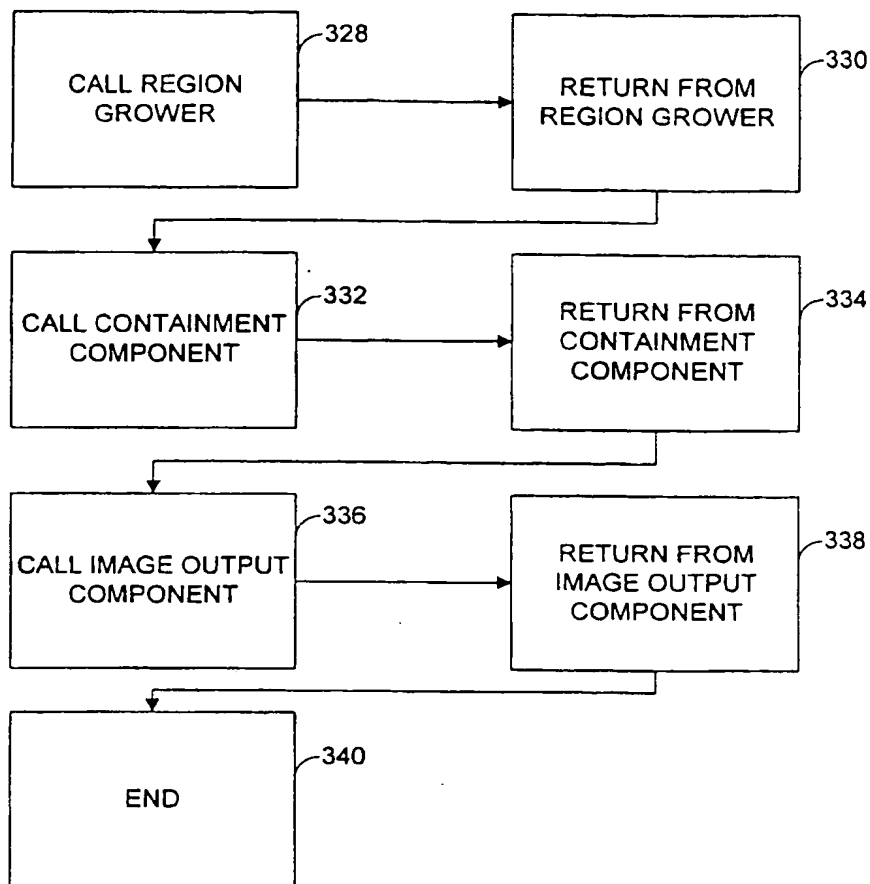 CALL REGION
GROWER
328
RETURN FROM
REGION GROWER
330
CALL CONTAINMENT
COMPONENT
332
RETURN FROM
CONTAINMENT
COMPONENT
334
CALL IMAGE OUTPUT
COMPONENT
336
RETURN FROM
IMAGE OUTPUT
COMPONENT
338
END
340